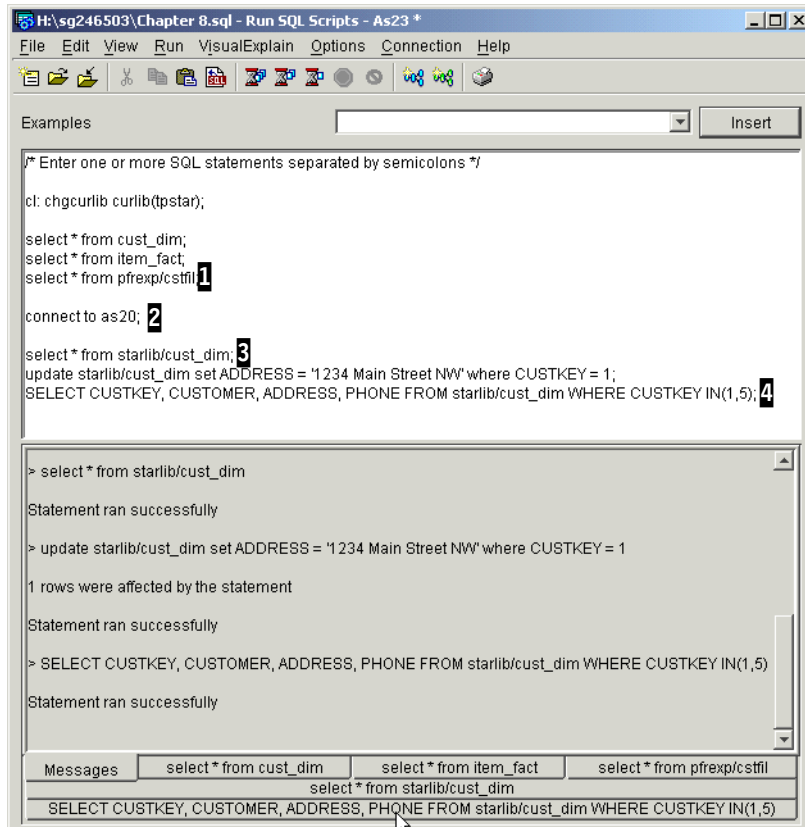 H:\sg246503\Chapter 8.sql - Run SQL Scripts - As23 *
File Edit View Run VisualExplain Options Connection Help
SQL
Examples
Insert
/* Enter one or more SQL statements separated by semicolons */
cl: chgcurlib curlib(tpstar);
select * from cust_dim;
select * from item_fact;
select * from pfrexp/cstfil; 1
connect to as20; 2
select * from starlib/cust_dim; 3
update starlib/cust_dim set ADDRESS = '1234 Main Street NW' where CUSTKEY = 1;
SELECT CUSTKEY, CUSTOMER, ADDRESS, PHONE FROM starlib/cust_dim WHERE CUSTKEY IN(1,5); 4
> select * from starlib/cust_dim
Statement ran successfully
> update starlib/cust_dim set ADDRESS = '1234 Main Street NW' where CUSTKEY = 1
1 rows were affected by the statement
Statement ran successfully
> SELECT CUSTKEY, CUSTOMER, ADDRESS, PHONE FROM starlib/cust_dim WHERE CUSTKEY IN(1,5)
Statement ran successfully
Messages select * from cust_dim select * from item_fact select * from pfrexp/cstfil
select * from starlib/cust_dim
SELECT CUSTKEY, CUSTOMER, ADDRESS, PHONE FROM starlib/cust_dim WHERE CUSTKEY IN(1,5)